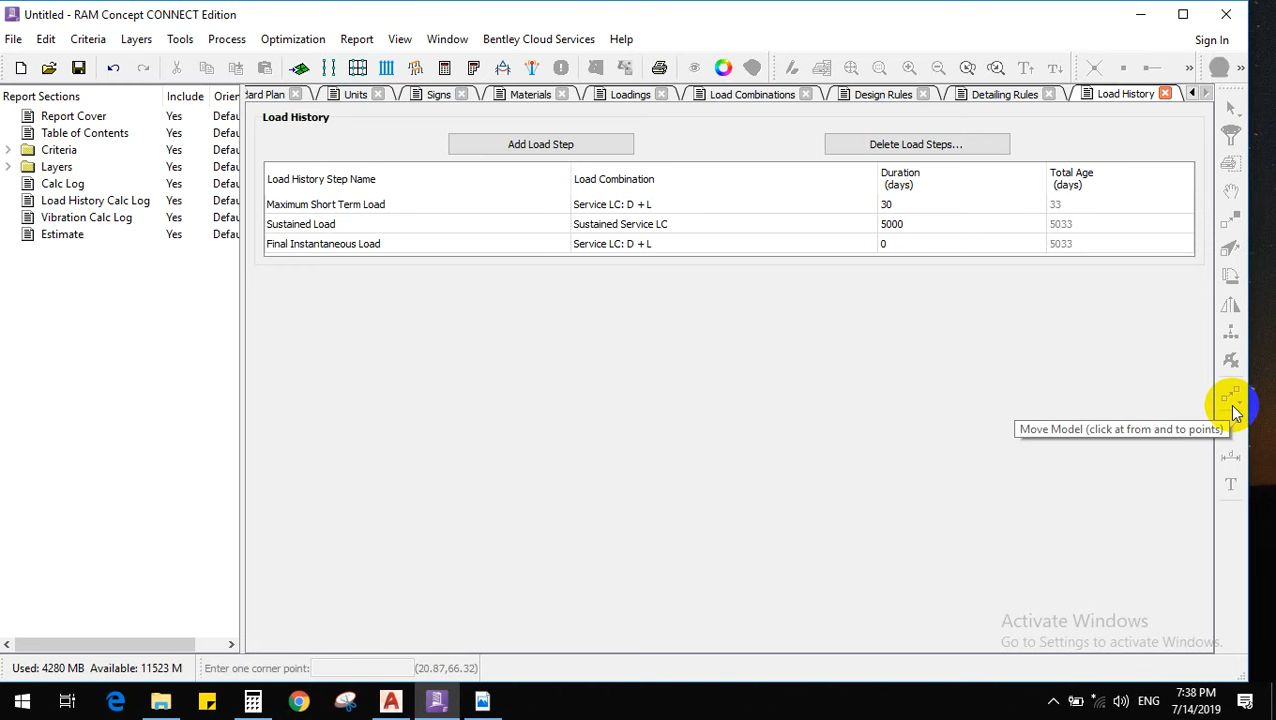 Untitled - RAM Concept CONNECT Edition
File Edit Criteria Layers Tools Process Optimization Report View Window Bentley Cloud Services Help
Sign In
Report Sections Include Orier
Report Cover Yes Defau
Table of Contents Yes Defau
Criteria Yes Defau
Layers Yes Defau
Calc Log Yes Defau
Load History Calc Log Yes Defau
Vibration Calc Log Yes Defau
Estimate Yes Defau
dard Plan Units Signs Materials Loadings Load Combinations Design Rules Detailing Rules Load History
Load History
Add Load Step Delete Load Steps...
Load History Step Name Load Combination Duration (days) Total Age (days)
Maximum Short Term Load Service LC: D + L 30 33
Sustained Load Sustained Service LC 5000 5033
Final Instantaneous Load Service LC: D + L 0 5033
Move Model (click at from and to points)
d
T
Activate Windows
Go to Settings to activate Windows.
Used: 4280 MB Available: 11523 M Enter one corner point: (20.87,66.32)
ENG 7:38 PM
7/14/2019